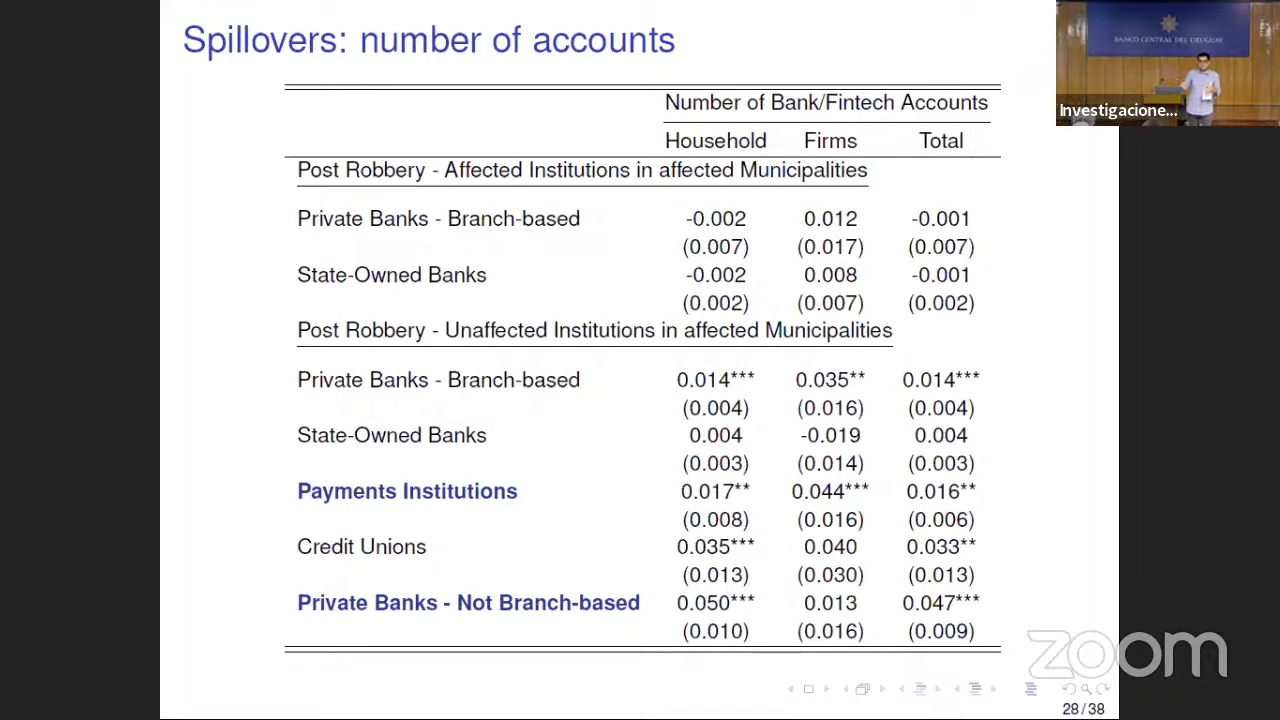 Spillovers: number of accounts
Number of Bank/Fintech Accounts
Household Firms Total
Post Robbery - Affected Institutions in affected Municipalities
Private Banks - Branch-based -0.002 0.012 -0.001
(0.007) (0.017) (0.007)
State-Owned Banks -0.002 0.008 -0.001
(0.002) (0.007) (0.002)
Post Robbery - Unaffected Institutions in affected Municipalities
Private Banks - Branch-based 0.014*** 0.035** 0.014***
(0.004) (0.016) (0.004)
State-Owned Banks 0.004 -0.019 0.004
(0.003) (0.014) (0.003)
Payments Institutions 0.017** 0.044*** 0.016**
(0.008) (0.016) (0.006)
Credit Unions 0.035*** 0.040 0.033**
(0.013) (0.030) (0.013)
Private Banks - Not Branch-based 0.050*** 0.013 0.047***
(0.010) (0.016) (0.009)
28/38
BANCO CENTRAL DEL URUGUAY
Investigacione...
zoom